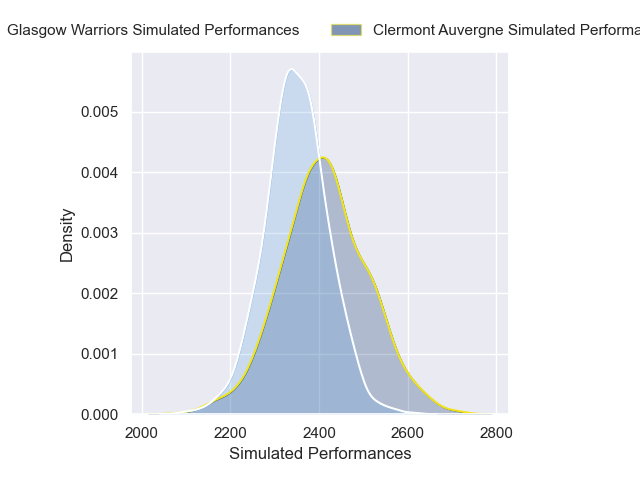 Glasgow Warriors Simulated Performances
Clermont Auvergne Simulated Performa
0.005
0.004
0.003
0.002
0.001
0.000
Density
2000 2200 2400 2600 2800
Simulated Performances